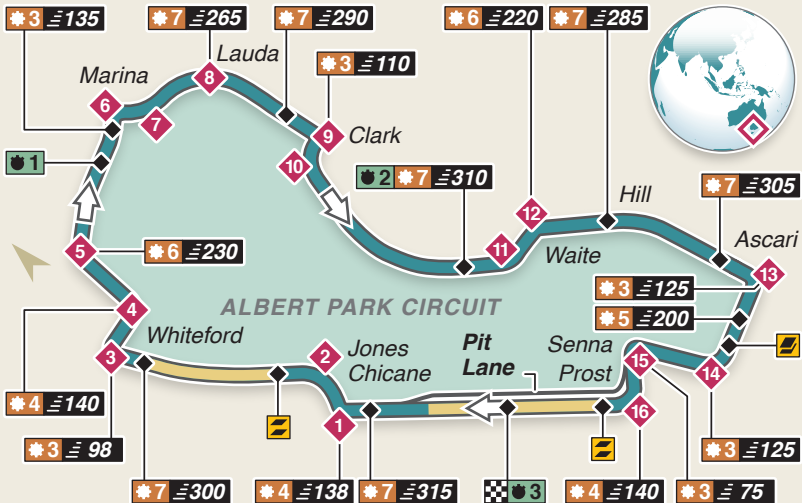 3 135
7 265
7 290
6 220
7 285
Lauda
Marina
8
3 110
6
7
9
Clark
1
10
2 7 310
Hill
7 305
12
11
Waite
Ascari
13
5
6 230
3 125
5 200
4
ALBERT PARK CIRCUIT
Whiteford
3
2
Jones
Chicane
Pit
Lane
Senna
Prost
15
14
4 140
1
16
3 98
3 125
7 300
4 138
7 315
3
4 140
3 75